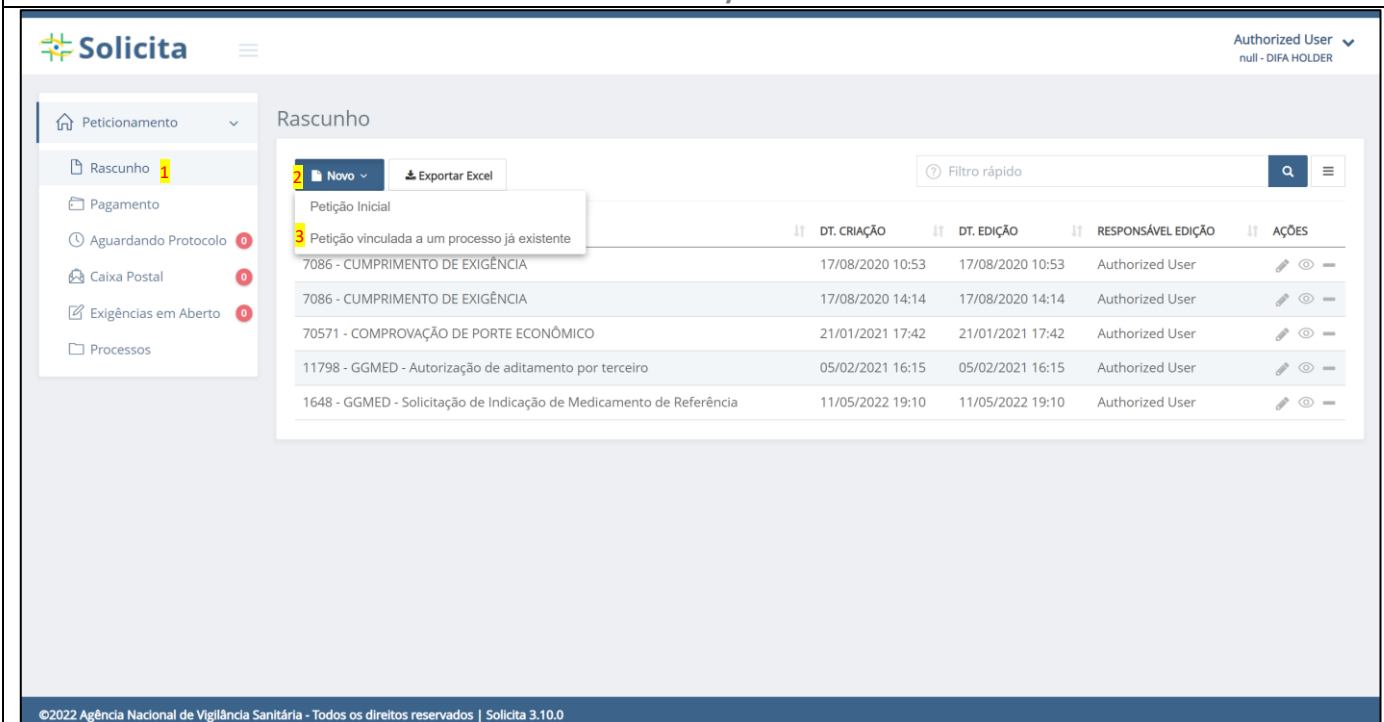 Solicita
Authorized User
null - DIFA HOLDER
Peticionamento
Rascunho 1
Pagamento
Aguardando Protocolo 0
Caixa Postal 0
Exigências em Aberto 0
Processos
Rascunho
2 Novo Exportar Excel Filtro rápido
Petição Inicial
3 Petição vinculada a um processo já existente
DT. CRIAÇÃO DT. EDIÇÃO RESPONSÁVEL EDIÇÃO AÇÕES
7086 - CUMPRIMENTO DE EXIGÊNCIA 17/08/2020 10:53 17/08/2020 10:53 Authorized User
7086 - CUMPRIMENTO DE EXIGÊNCIA 17/08/2020 14:14 17/08/2020 14:14 Authorized User
70571 - COMPROVAÇÃO DE PORTE ECONÔMICO 21/01/2021 17:42 21/01/2021 17:42 Authorized User
11798 - GGMED - Autorização de aditamento por terceiro 05/02/2021 16:15 05/02/2021 16:15 Authorized User
1648 - GGMED - Solicitação de Indicação de Medicamento de Referência 11/05/2022 19:10 11/05/2022 19:10 Authorized User
©2022 Agência Nacional de Vigilância Sanitária - Todos os direitos reservados | Solicita 3.10.0